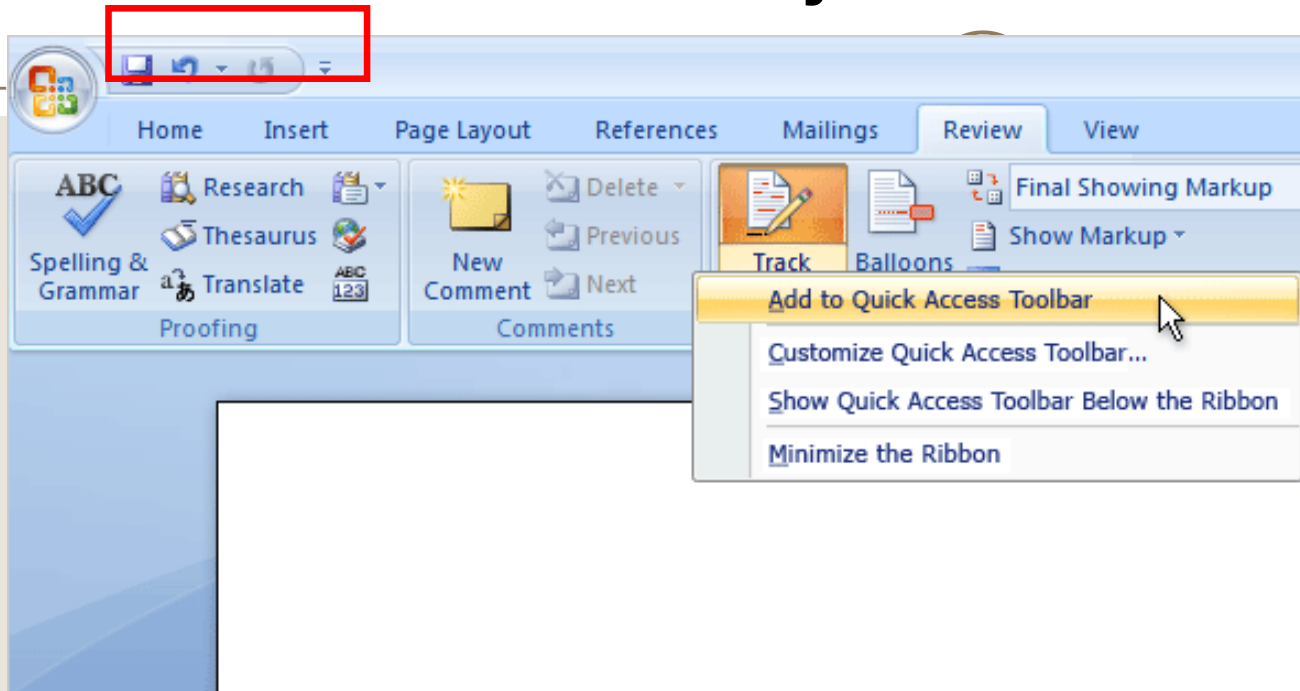 Home Insert Page Layout References Mailings Review View
ABC Research Delete Final Showing Markup
Thesaurus Previous Show Markup
Spelling & Grammar Translate ABC 123 New Comment Next Track Balloons
Proofing Comments
Add to Quick Access Toolbar
Customize Quick Access Toolbar...
Show Quick Access Toolbar Below the Ribbon
Minimize the Ribbon